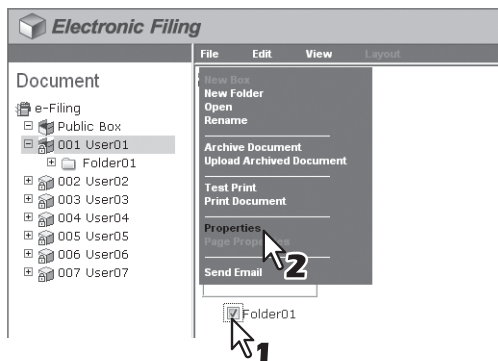 Electronic Filing
File Edit View Layout
Document
e-Filing
Public Box
001 User01
Folder01
002 User02
003 User03
004 User04
005 User05
006 User06
007 User07
New Box
New Folder
Open
Rename
Archive Document
Upload Archived Document
Test Print
Print Document
Properties
Page Properties
Send Email
2
Folder01
1